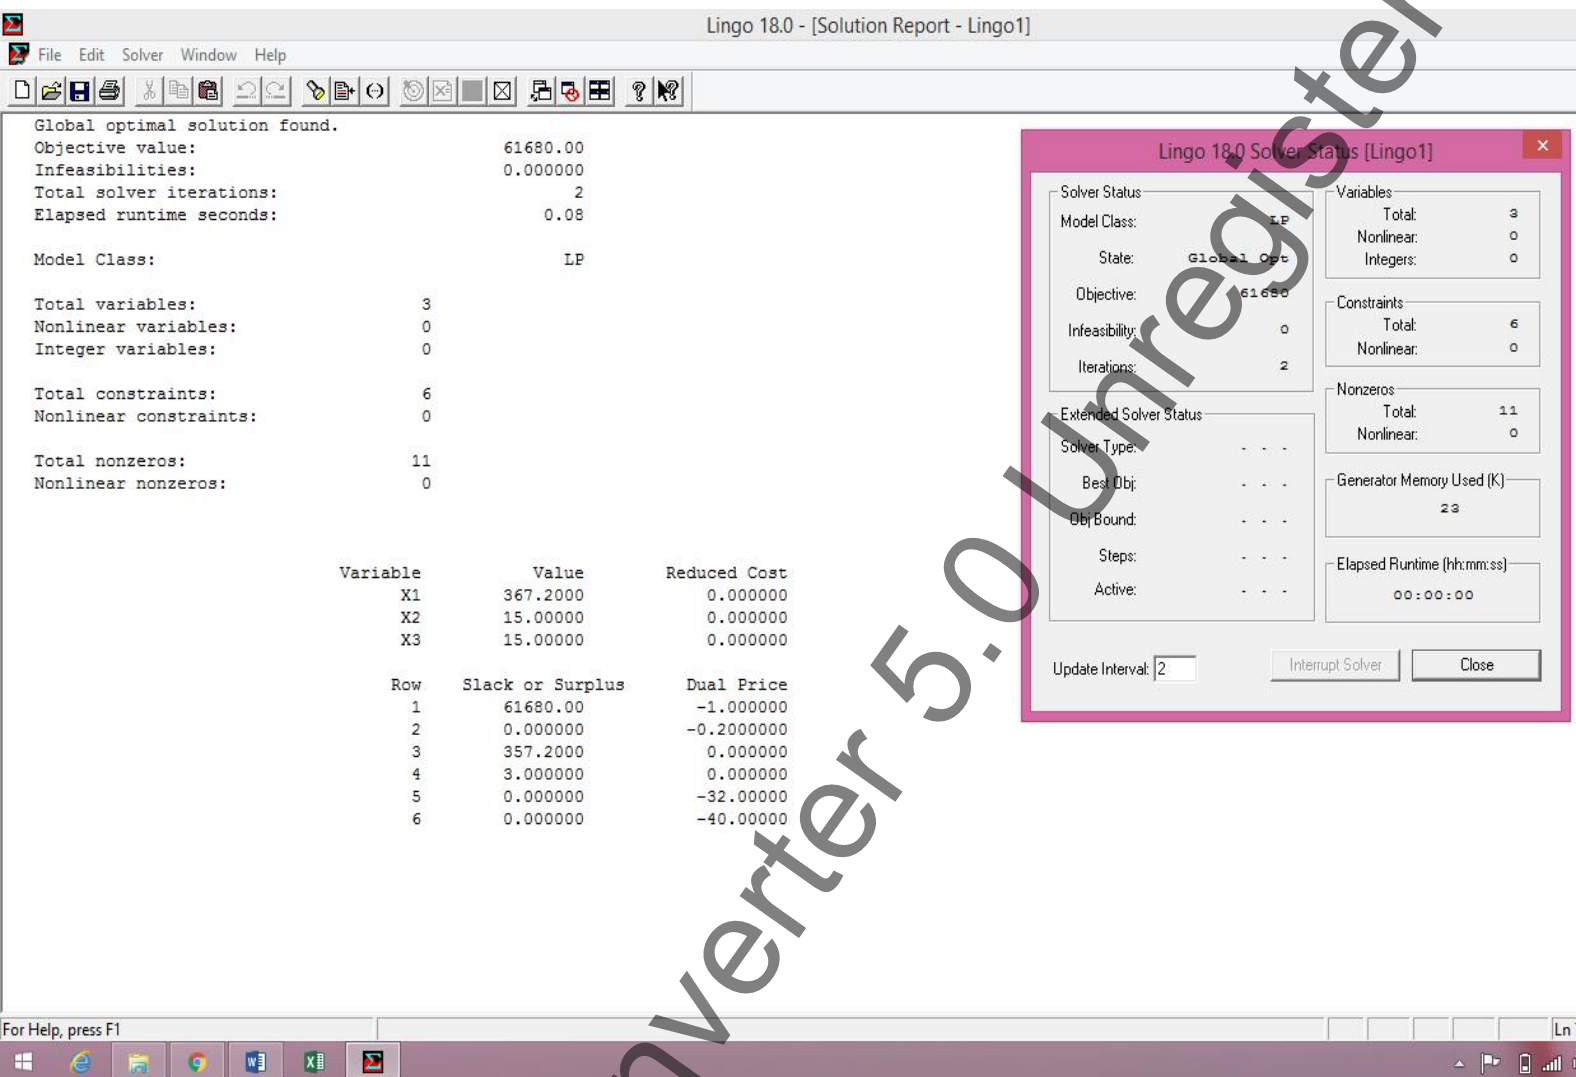 Lingo 18.0 - [Solution Report - Lingo1]
File Edit Solver Window Help
Global optimal solution found.
Objective value: 61680.00
Infeasibilities: 0.000000
Total solver iterations: 2
Elapsed runtime seconds: 0.08
Model Class: LP
Total variables: 3
Nonlinear variables: 0
Integer variables: 0
Total constraints: 6
Nonlinear constraints: 0
Total nonzeros: 11
Nonlinear nonzeros: 0
Variable Value Reduced Cost
X1 367.2000 0.000000
X2 15.00000 0.000000
X3 15.00000 0.000000
Row Slack or Surplus Dual Price
1 61680.00 -1.000000
2 0.000000 -0.2000000
3 357.2000 0.000000
4 3.000000 0.000000
5 0.000000 -32.00000
6 0.000000 -40.00000
Lingo 18.0 Solver Status [Lingo1]
Solver Status
Model Class: LP
State: Global Opt
Objective: 61680
Infeasibility: 0
Iterations: 2
Extended Solver Status
Solver Type: - - -
Best Obj: - - -
Obj Bound: - - -
Steps: - - -
Active: - - -
Variables
Total: 3
Nonlinear: 0
Integers: 0
Constraints
Total: 6
Nonlinear: 0
Nonzeros
Total: 11
Nonlinear: 0
Generator Memory Used (K)
23
Elapsed Runtime (hh:mm:ss)
00:00:00
Update Interval: 2
Interrupt Solver
Close
nverter 5.0 Unregister
For Help, press F1
Ln